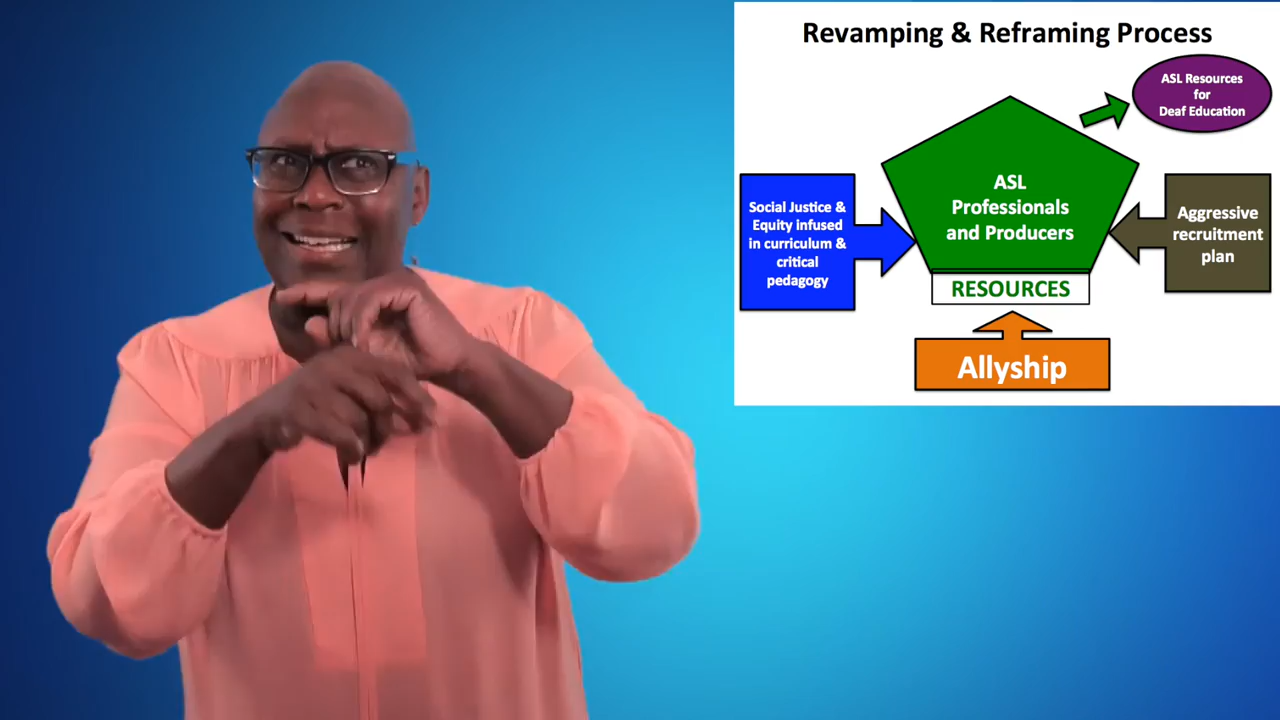 Revamping & Reframing Process
ASL Resources
for
Deaf Education
ASL
Professionals
and Producers
Social Justice &
Equity infused
in curriculum &
critical
pedagogy
Aggressive
recruitment
plan
RESOURCES
Allyship